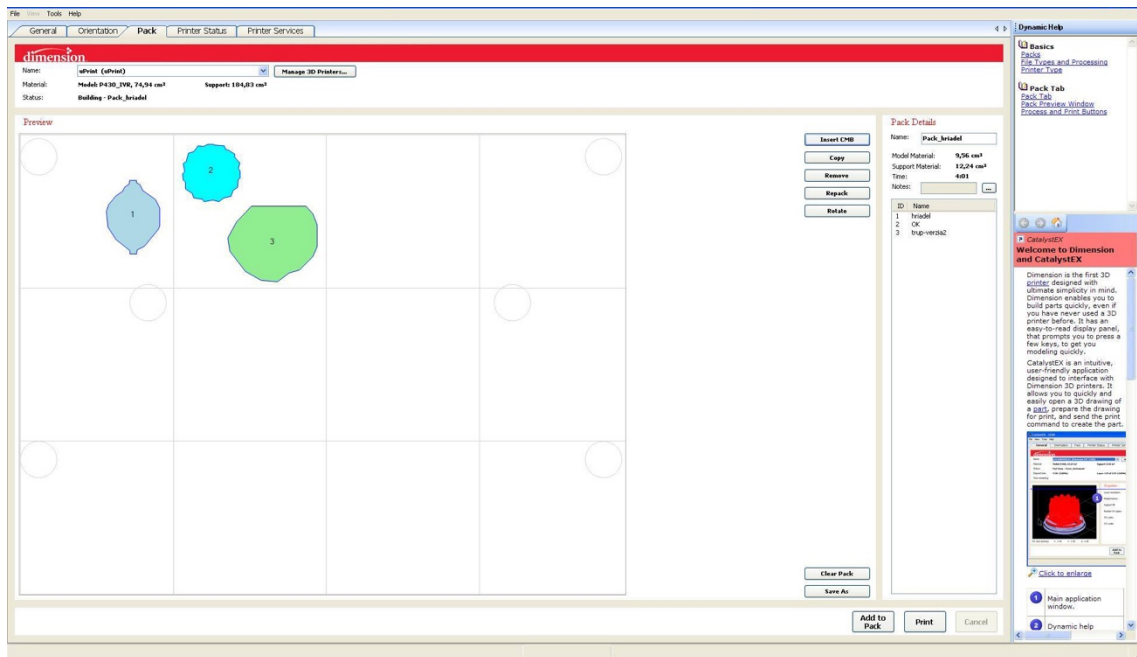 File View Tools Help
General Orientation Pack Printer Status Printer Services
dimension
Name: uPrint (uPrint) Manage 3D Printers...
Material: Model: P430_IVR, 74,94 cm³ Support: 184,83 cm³
Status: Building - Pack_hriadel
Preview
1
2
3
Insert CMB
Copy
Remove
Repack
Rotate
Clear Pack
Save As
Pack Details
Name: Pack_hriadel
Model Material: 9,56 cm³
Support Material: 12,24 cm³
Time: 4:01
Notes: ...
ID Name
1 hriadel
2 OK
3 trup-verzia2
Add to Pack
Print
Cancel
Dynamic Help
Basics
Packs
File Types and Processing
Printer Type
Pack Tab
Pack Tab
Pack Preview Window
Process and Print Buttons
CatalystEX
Welcome to Dimension
and CatalystEX
Dimension is the first 3D
printer designed with
ultimate simplicity in mind.
Dimension enables you to
build parts quickly, even if
you have never used a 3D
printer before. It has an
easy-to-read display panel,
that prompts you to press a
few keys, to get you
modeling quickly.
CatalystEX is an intuitive,
user-friendly application
designed to interface with
Dimension 3D printers. It
allows you to quickly and
easily open a 3D drawing of
a part, prepare the drawing
for print, and send the print
command to create the part.
Click to enlarge
1 Main application
window.
2 Dynamic help